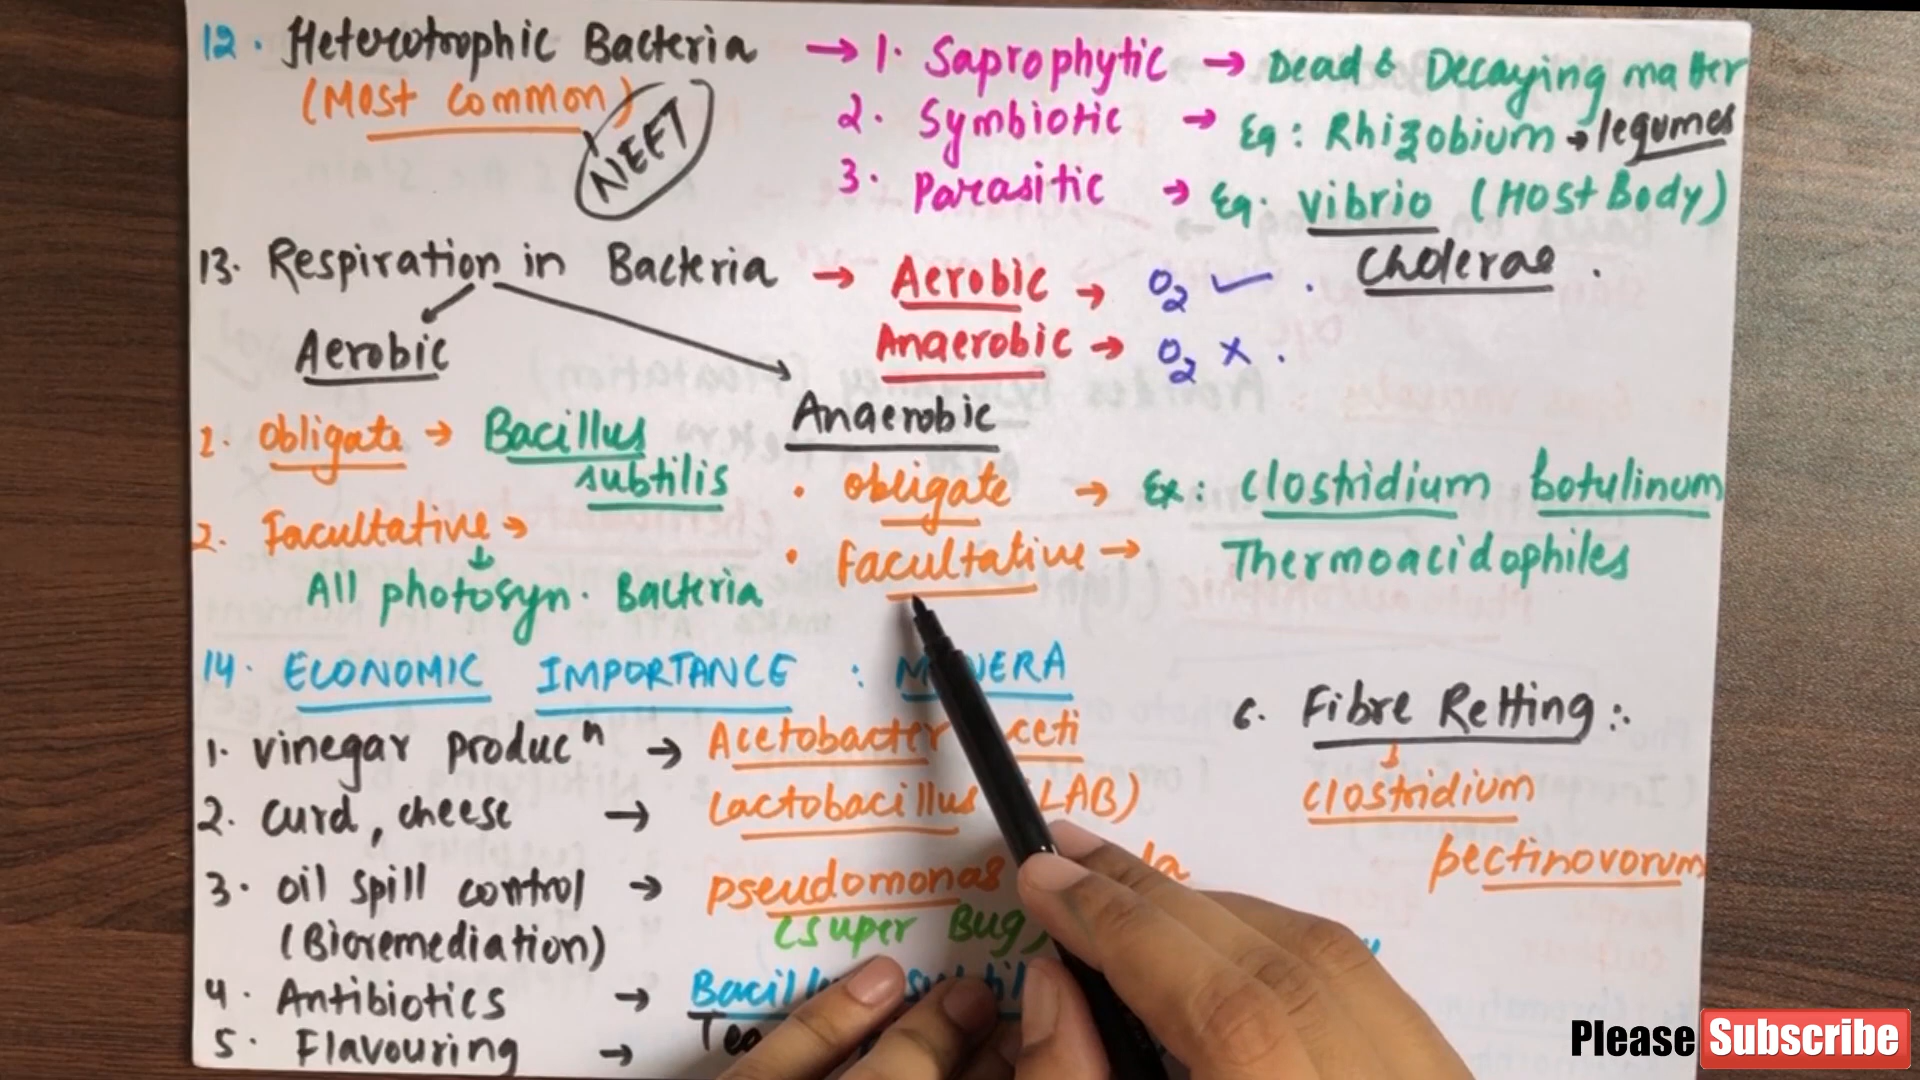 12. Heterotrophic Bacteria → 1. Saprophytic → Dead & Decaying matter
(Most Common)
NEET
2. Symbiotic → Eg: Rhizobium → legumes
3. Parasitic → Eg. Vibrio (Host Body)
Cholerae.
13. Respiration in Bacteria → Aerobic → O2 ✓.
Anaerobic → O2 ×.
Aerobic
Anaerobic
1. Obligate → Bacillus
subtilis
2. Facultative →
All photosyn. Bacteria
• obligate → Ex: Clostridium botulinum
• Facultative → Thermoacidophiles
14. ECONOMIC IMPORTANCE :
1. vinegar producⁿ → Acetobacter
2. curd, cheese → Lactobacillus (LAB)
3. oil spill control → pseudomonas
(Bioremediation) (super Bug)
4. Antibiotics →
5. Flavouring →
6. Fibre Retting :.
↓
Clostridium
pectinovorum
Please Subscribe